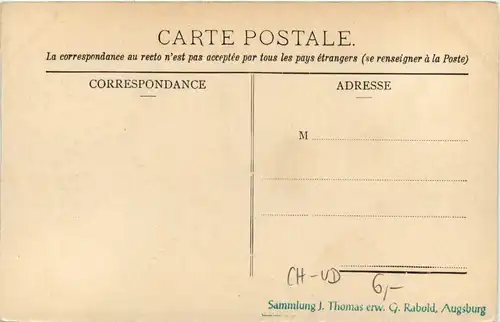 CARTE POSTALE.
La correspondance au recto n'est pas acceptée par tous les pays étrangers (se renseigner à la Poste)
CORRESPONDANCE
ADRESSE
M
CH-VD
6,-
Sammlung J. Thomas erw. G. Rabold, Augsburg